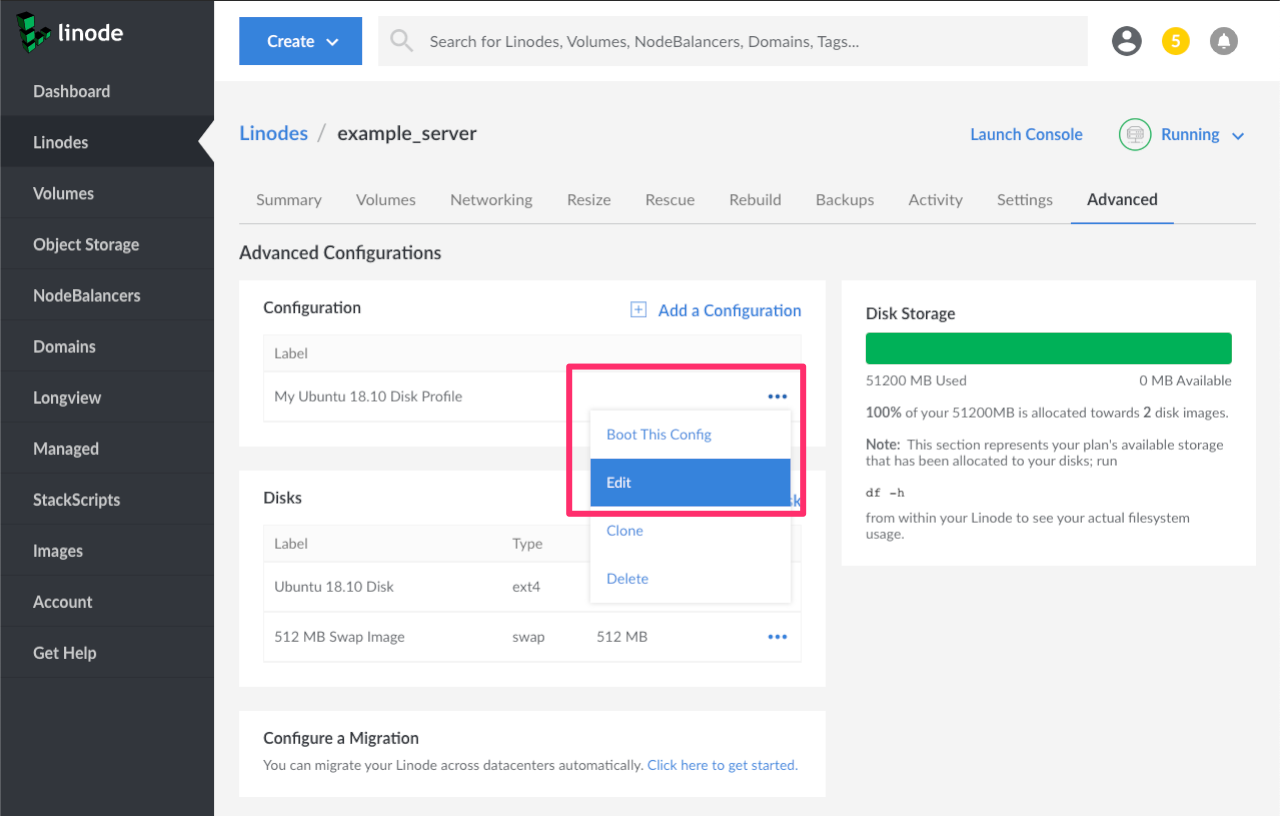 linode
Create
Search for Linodes, Volumes, NodeBalancers, Domains, Tags...
5
Dashboard
Linodes
Volumes
Object Storage
NodeBalancers
Domains
Longview
Managed
StackScripts
Images
Account
Get Help
Linodes / example_server
Launch Console
Running
Summary Volumes Networking Resize Rescue Rebuild Backups Activity Settings Advanced
Advanced Configurations
Configuration
Add a Configuration
Label
My Ubuntu 18.10 Disk Profile
Boot This Config
Edit
Clone
Delete
Disks
Label Type
Ubuntu 18.10 Disk ext4
512 MB Swap Image swap 512 MB
Configure a Migration
You can migrate your Linode across datacenters automatically. Click here to get started.
Disk Storage
51200 MB Used 0 MB Available
100% of your 51200MB is allocated towards 2 disk images.
Note: This section represents your plan's available storage
that has been allocated to your disks; run
df -h
from within your Linode to see your actual filesystem
usage.